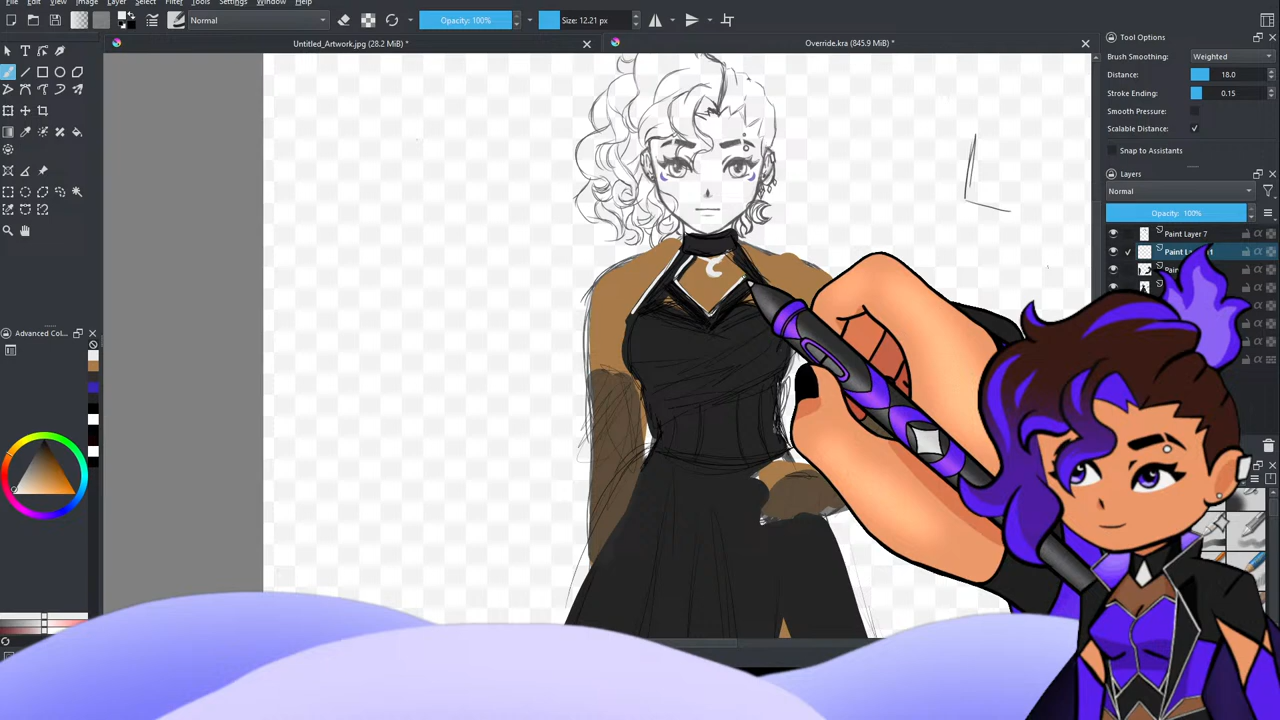 File Edit View Image Layer Select Filter Tools Settings Window Help
Normal
Opacity: 100%
Size: 12.21 px
Untitled_Artwork.jpg (28.2 MiB) *
Override.kra (845.9 MiB) *
Tool Options
Brush Smoothing:
Weighted
Distance:
18.0
Stroke Ending:
0.15
Smooth Pressure:
Scalable Distance:
Snap to Assistants
Layers
Normal
Opacity: 100%
Paint Layer 7
Paint
Advanced Col...